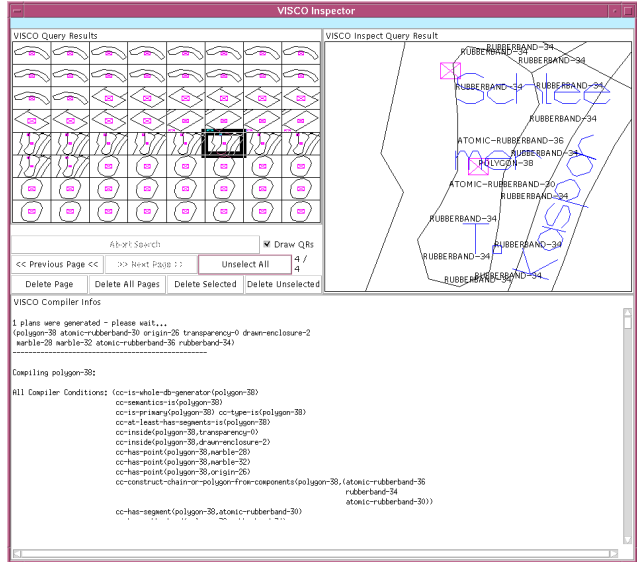 VISCO Inspector
VISCO Query Results
VISCO Inspect Query Result
RUBBERBAND-34
RUBBERBAND-34
RUBBERBAND-34
RUBBERBAND-34
RUBBERBAND-34
ATOMIC-RUBBERBAND-36
RUBBERBAND-34
POLYGON-38
ATOMIC-RUBBERBAND-30
RUBBERBAND-34
RUBBERBAND-34
RUBBERBAND-34
RUBBERBAND-34
RUBBERBAND-34
Abort Search
Draw QRs
<< Previous Page <<
>> Next Page >>
Unselect All
4 /
4
Delete Page
Delete All Pages
Delete Selected
Delete Unselected
VISCO Compiler Infos
1 plans were generated - please wait...
(polygon-38 atomic-rubberband-30 origin-26 transparency-0 drawn-enclosure-2
marble-28 marble-32 atomic-rubberband-36 rubberband-34)
------------------------------------------------
Compiling polygon-38:
All Compiler Conditions: (cc-is-whole-db-generator(polygon-38)
cc-semantics-is(polygon-38)
cc-is-primary(polygon-38) cc-type-is(polygon-38)
cc-at-least-has-segments-is(polygon-38)
cc-inside(polygon-38,transparency-0)
cc-inside(polygon-38,drawn-enclosure-2)
cc-has-point(polygon-38,marble-28)
cc-has-point(polygon-38,marble-32)
cc-has-point(polygon-38,origin-26)
cc-construct-chain-or-polygon-from-components(polygon-38,(atomic-rubberband-36
rubberband-34
atomic-rubberband-30))
cc-has-segment(polygon-38,atomic-rubberband-30)